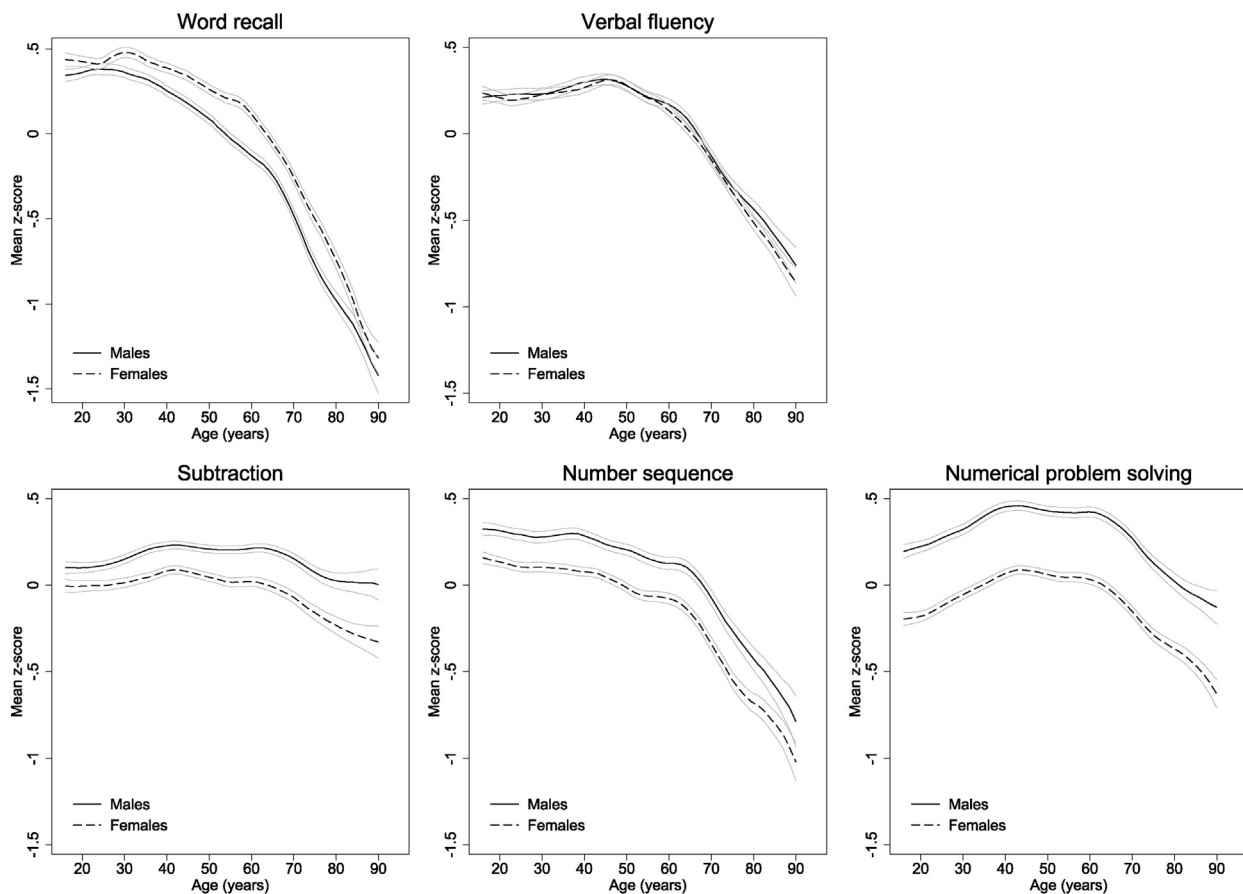 Word recall
Mean z-score
.5
0
-.5
-1
-1.5
Males
Females
20 30 40 50 60 70 80 90
Age (years)
Verbal fluency
Mean z-score
.5
0
-.5
-1
-1.5
Males
Females
20 30 40 50 60 70 80 90
Age (years)
Subtraction
Mean z-score
.5
0
-.5
-1
-1.5
Males
Females
20 30 40 50 60 70 80 90
Age (years)
Number sequence
Mean z-score
.5
0
-.5
-1
-1.5
Males
Females
20 30 40 50 60 70 80 90
Age (years)
Numerical problem solving
Mean z-score
.5
0
-.5
-1
-1.5
Males
Females
20 30 40 50 60 70 80 90
Age (years)